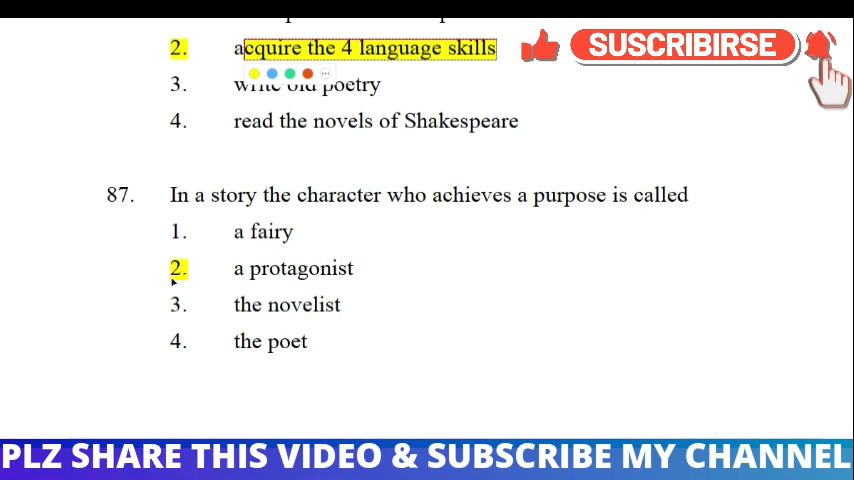 2. acquire the 4 language skills
SUSCRIBIRSE
3. write old poetry
4. read the novels of Shakespeare
87. In a story the character who achieves a purpose is called
1. a fairy
2. a protagonist
3. the novelist
4. the poet
PLZ SHARE THIS VIDEO & SUBSCRIBE MY CHANNEL